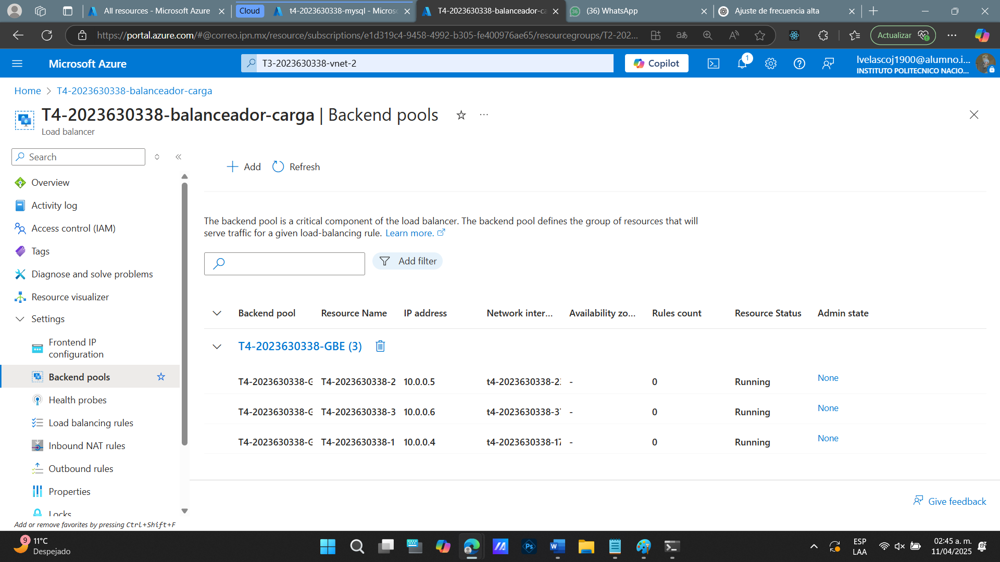 All resources - Microsoft Azure
Cloud
t4-2023630338-mysql - Micros
T4-2023630338-balanceador-ca
(36) WhatsApp
Ajuste de frecuencia alta
https://portal.azure.com/#@correo.ipn.mx/resource/subscriptions/e1d319c4-9458-4992-b305-fe400976ae65/resourcegroups/T2-202...
Actualizar
Microsoft Azure
T3-2023630338-vnet-2
Copilot
1
lvelascoj1900@alumno.i...
INSTITUTO POLITECNICO NACIO...
Home > T4-2023630338-balanceador-carga
T4-2023630338-balanceador-carga | Backend pools
Load balancer
Search
Overview
Activity log
Access control (IAM)
Tags
Diagnose and solve problems
Resource visualizer
Settings
Frontend IP
configuration
Backend pools
Health probes
Load balancing rules
Inbound NAT rules
Outbound rules
Properties
Locks
Add or remove favorites by pressing Ctrl+Shift+F
Add
Refresh
The backend pool is a critical component of the load balancer. The backend pool defines the group of resources that will
serve traffic for a given load-balancing rule. Learn more.
Add filter
Backend pool Resource Name IP address Network inter... Availability zo... Rules count Resource Status Admin state
T4-2023630338-GBE (3)
T4-2023630338-G T4-2023630338-2 10.0.0.5 t4-2023630338-2 - 0 Running None
T4-2023630338-G T4-2023630338-3 10.0.0.6 t4-2023630338-3 - 0 Running None
T4-2023630338-G T4-2023630338-1 10.0.0.4 t4-2023630338-17 - 0 Running None
Give feedback
9
11°C
Despejado
ESP
LAA
02:45 a. m.
11/04/2025